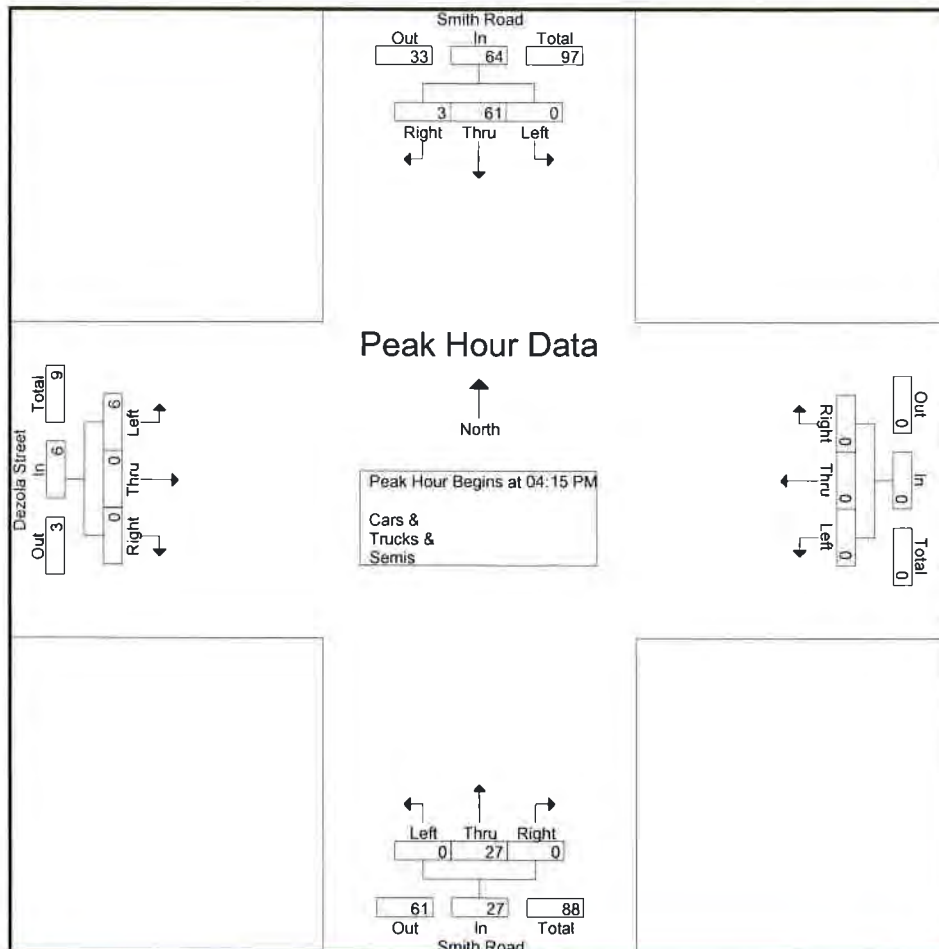 Smith Road
Out In Total
33 64 97
3 61 0
Right Thru Left
Peak Hour Data
North
Peak Hour Begins at 04:15 PM
Cars &
Trucks &
Semis
Dezola Street
Out In Total
3 6 9
Right Thru Left
0 0 6
Right Thru Left
0 0 0
Out In Total
0 0 0
Left Thru Right
0 27 0
61 27 88
Out In Total
Smith Road